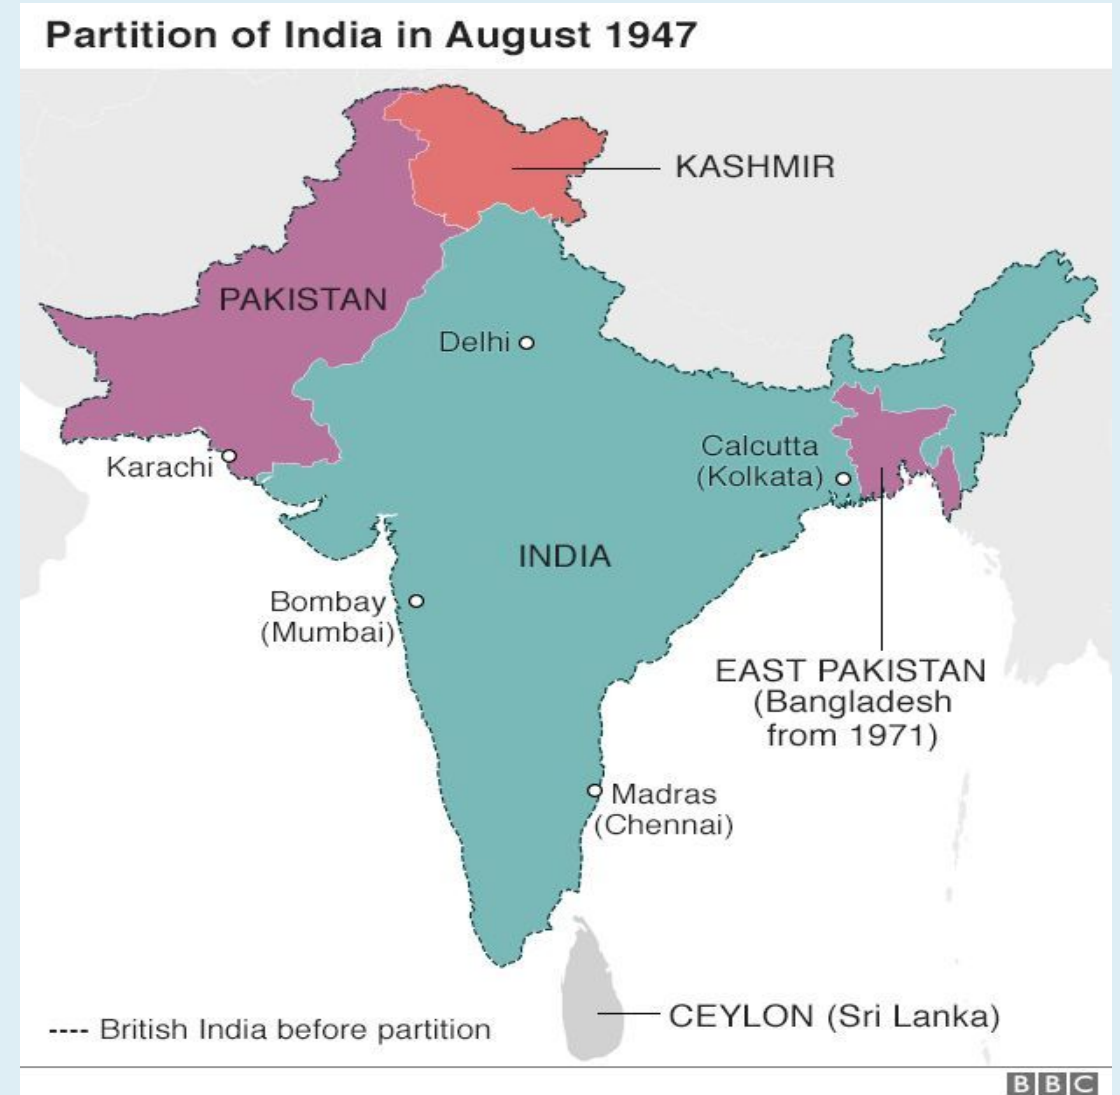 Partition of India in August 1947
KASHMIR
PAKISTAN
Delhi
Calcutta
(Kolkata)
Karachi
INDIA
Bombay
(Mumbai)
EAST PAKISTAN
(Bangladesh
from 1971)
Madras
(Chennai)
CEYLON (Sri Lanka)
---- British India before partition
BBC